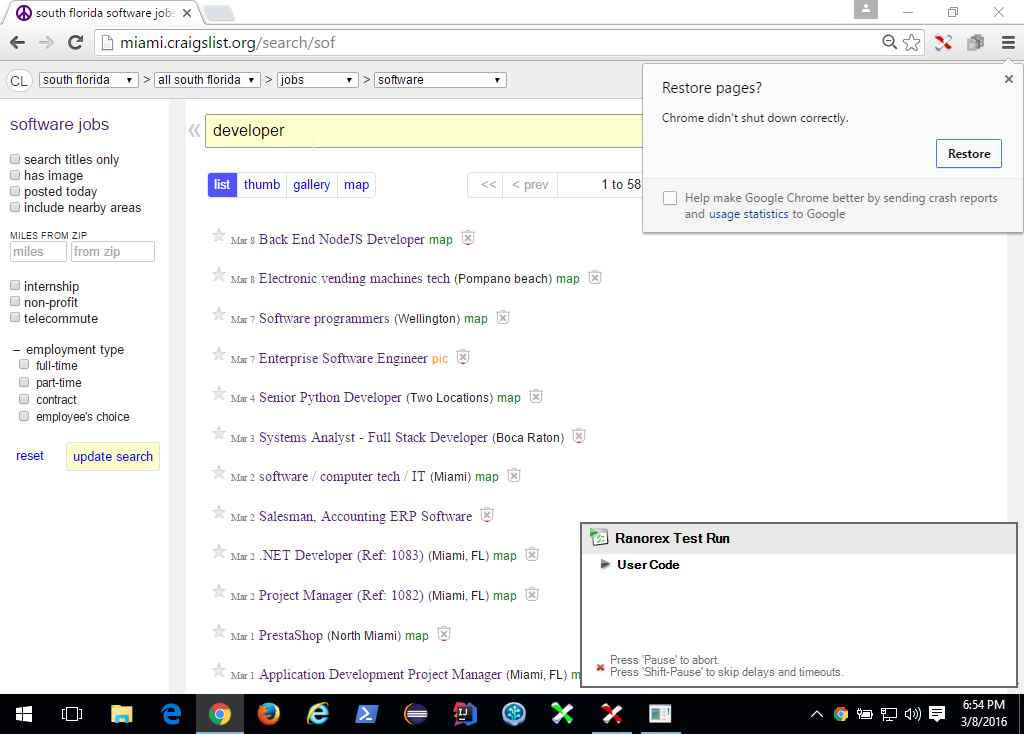 south florida software jobs
miami.craigslist.org/search/sof
CL south florida > all south florida > jobs > software
Restore pages?
Chrome didn't shut down correctly.
Restore
Help make Google Chrome better by sending crash reports
and usage statistics to Google
software jobs
search titles only
has image
posted today
include nearby areas
MILES FROM ZIP
miles from zip
internship
non-profit
telecommute
– employment type
full-time
part-time
contract
employee's choice
reset update search
« developer
list thumb gallery map << < prev 1 to 58
Mar 8 Back End NodeJS Developer map
Mar 8 Electronic vending machines tech (Pompano beach) map
Mar 7 Software programmers (Wellington) map
Mar 7 Enterprise Software Engineer pic
Mar 4 Senior Python Developer (Two Locations) map
Mar 3 Systems Analyst - Full Stack Developer (Boca Raton)
Mar 2 software / computer tech / IT (Miami) map
Mar 2 Salesman, Accounting ERP Software
Mar 2 .NET Developer (Ref: 1083) (Miami, FL) map
Mar 2 Project Manager (Ref: 1082) (Miami, FL) map
Mar 1 PrestaShop (North Miami) map
Mar 1 Application Development Project Manager (Miami, FL) m
Ranorex Test Run
User Code
Press 'Pause' to abort.
Press 'Shift-Pause' to skip delays and timeouts.
6:54 PM
3/8/2016